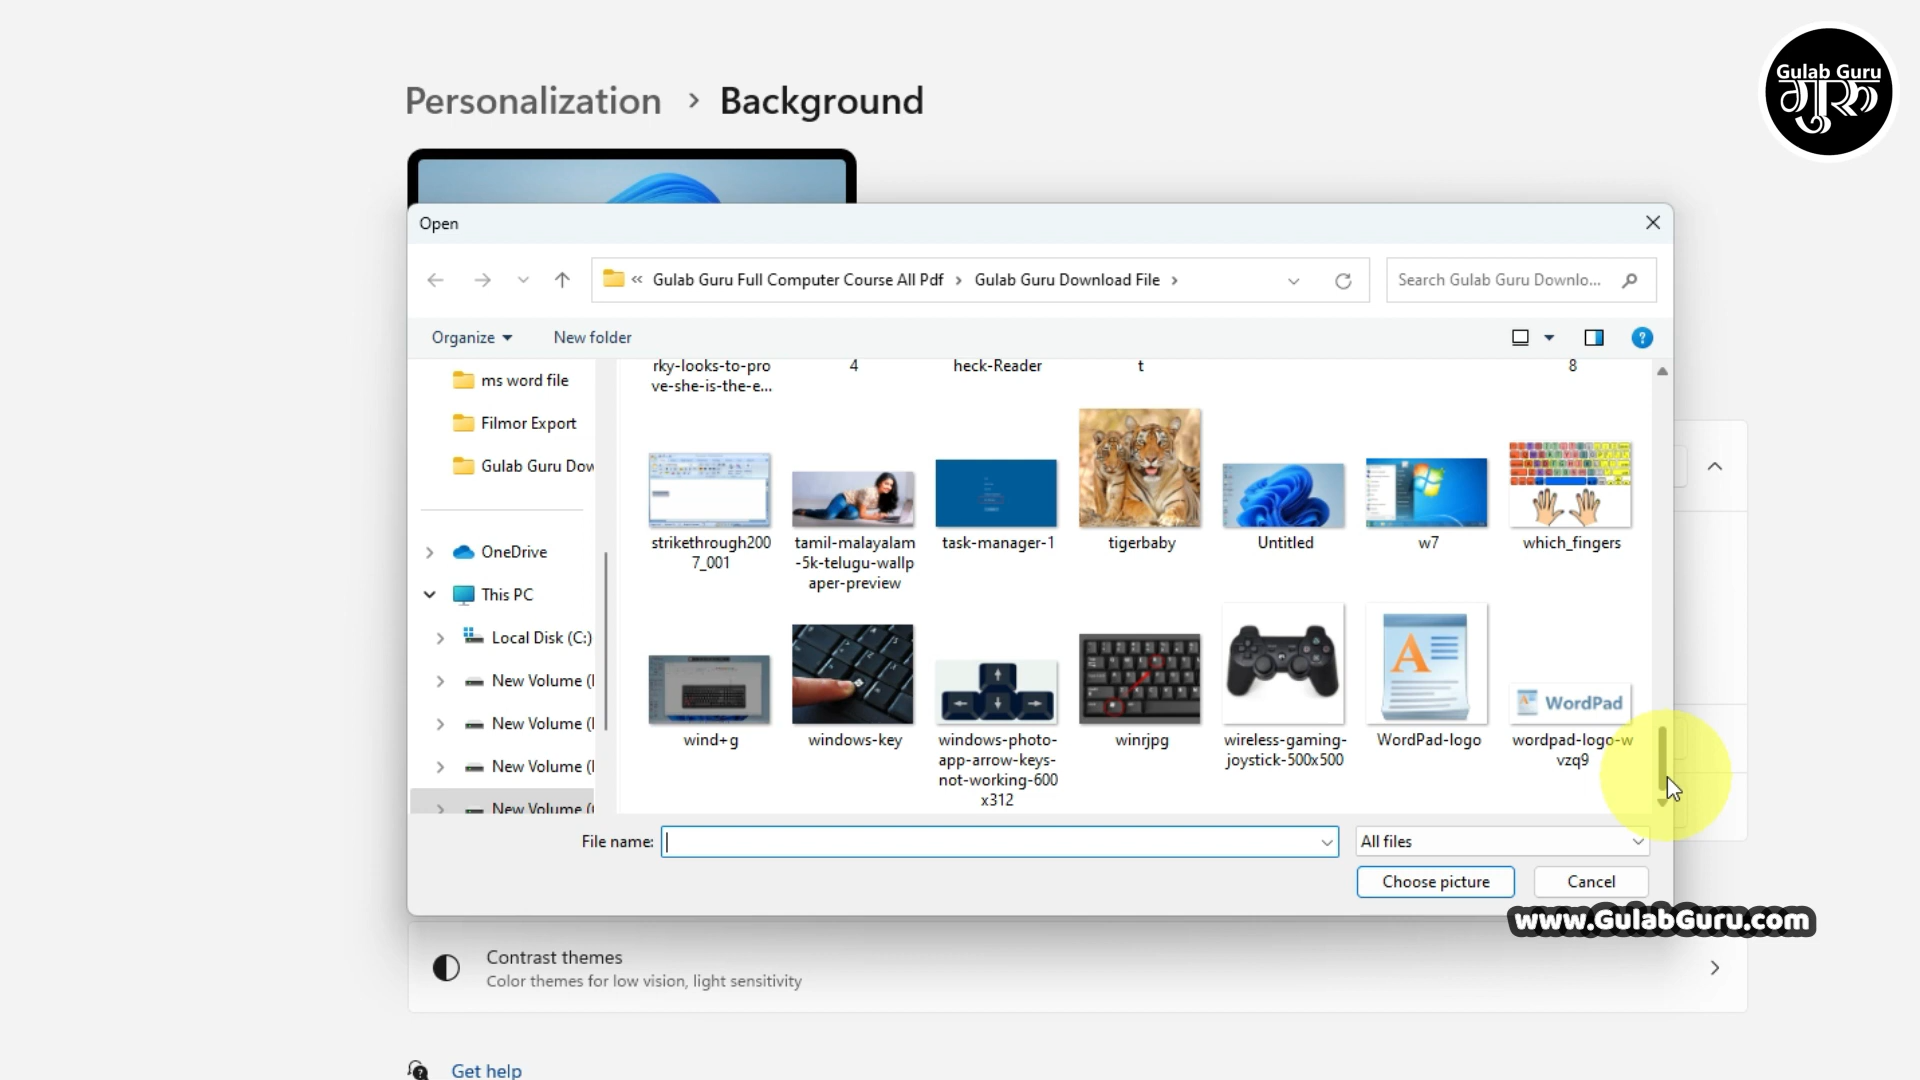 Gulab Guru
गुरु
Personalization > Background
Open
« Gulab Guru Full Computer Course All Pdf > Gulab Guru Download File >
Search Gulab Guru Downlo...
Organize
New folder
ms word file
Filmor Export
Gulab Guru Dow
OneDrive
This PC
Local Disk (C:)
New Volume (
New Volume (
New Volume (
New Volume (
rky-looks-to-pro
ve-she-is-the-e...
4
heck-Reader
t
8
strikethrough200
7_001
tamil-malayalam
-5k-telugu-wallp
aper-preview
task-manager-1
tigerbaby
Untitled
w7
which_fingers
wind+g
windows-key
windows-photo-
app-arrow-keys-
not-working-600
x312
winrjpg
wireless-gaming-
joystick-500x500
WordPad-logo
WordPad
wordpad-logo-w
vzq9
File name:
All files
Choose picture
Cancel
www.GulabGuru.com
Contrast themes
Color themes for low vision, light sensitivity
Get help